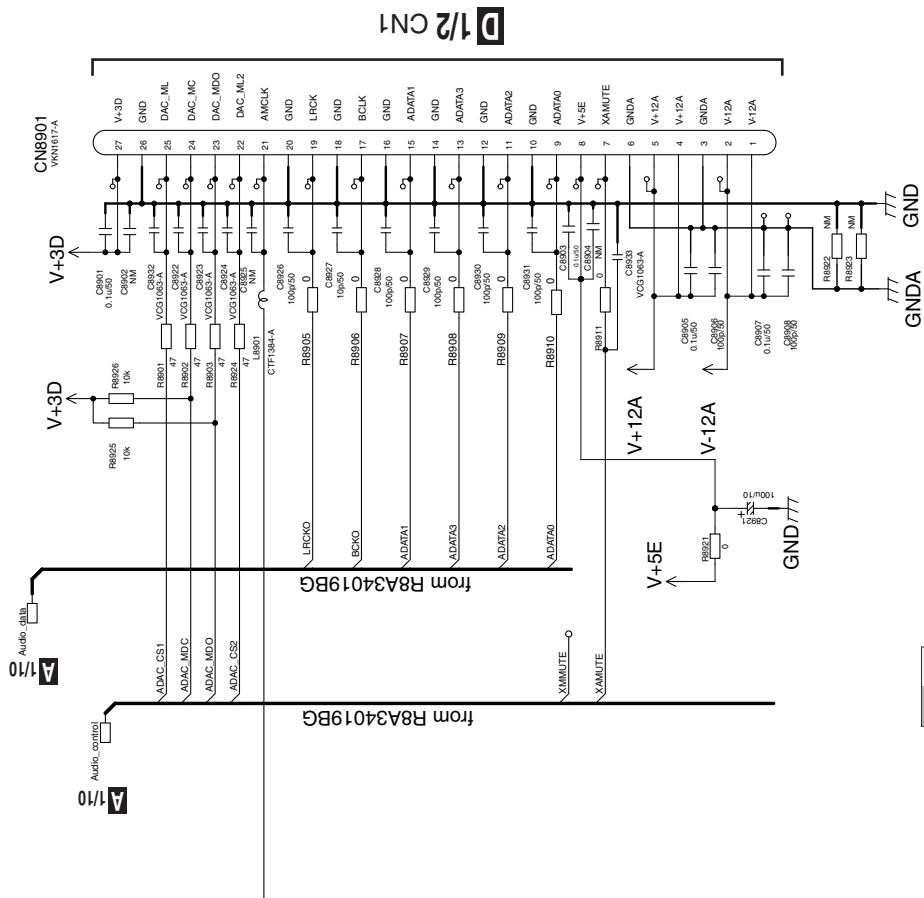 D 1/2 CN1
CN8901
VKN1617-A
V+3D
GND
DAC_ML
DAC_MC
DAC_MDO
DAC_ML2
AMCLK
GND
LRCK
GND
BCLK
GND
ADATA1
GND
ADATA3
GND
ADATA2
GND
ADATA0
V+5E
XAMUTE
GNDA
V+12A
V+12A
GNDA
V-12A
V-12A
27
26
25
24
23
22
21
20
19
18
17
16
15
14
13
12
11
10
9
8
7
6
5
4
3
2
1
V+3D
C8901
0.1u/50
C8902
NM
C8932
VCG1063-A
C8922
VCG1063-A
C8923
VCG1063-A
C8924
VCG1063-A
C8925
NM
C8926
100p/50
C8927
10p/50
C8928
100p/50
C8929
100p/50
C8930
100p/50
C8931
100p/50
C8903
0.1u/50
C8904
NM
C8933
VCG1063-A
C8905
0.1u/50
C8906
100p/50
C8907
0.1u/50
C8908
100p/50
R8922
NM
R8923
NM
GND
GNDA
R8901
47
R8902
47
R8903
47
R8924
47
L8901
CTF1384-A
R8905
0
R8906
0
R8907
0
R8908
0
R8909
0
R8910
0
R8911
0
V+3D
R8926
10k
R8925
10k
V+12A
V-12A
V+5E
R8921
0
C8921
100u/10
+
GND
LRCKO
BCKO
ADATA1
ADATA3
ADATA2
ADATA0
from R8A34019BG
Audio_data
A 1/10
ADAC_CS1
ADAC_MDC
ADAC_MDO
ADAC_CS2
XMMUTE
XAMUTE
from R8A34019BG
Audio_control
A 1/10